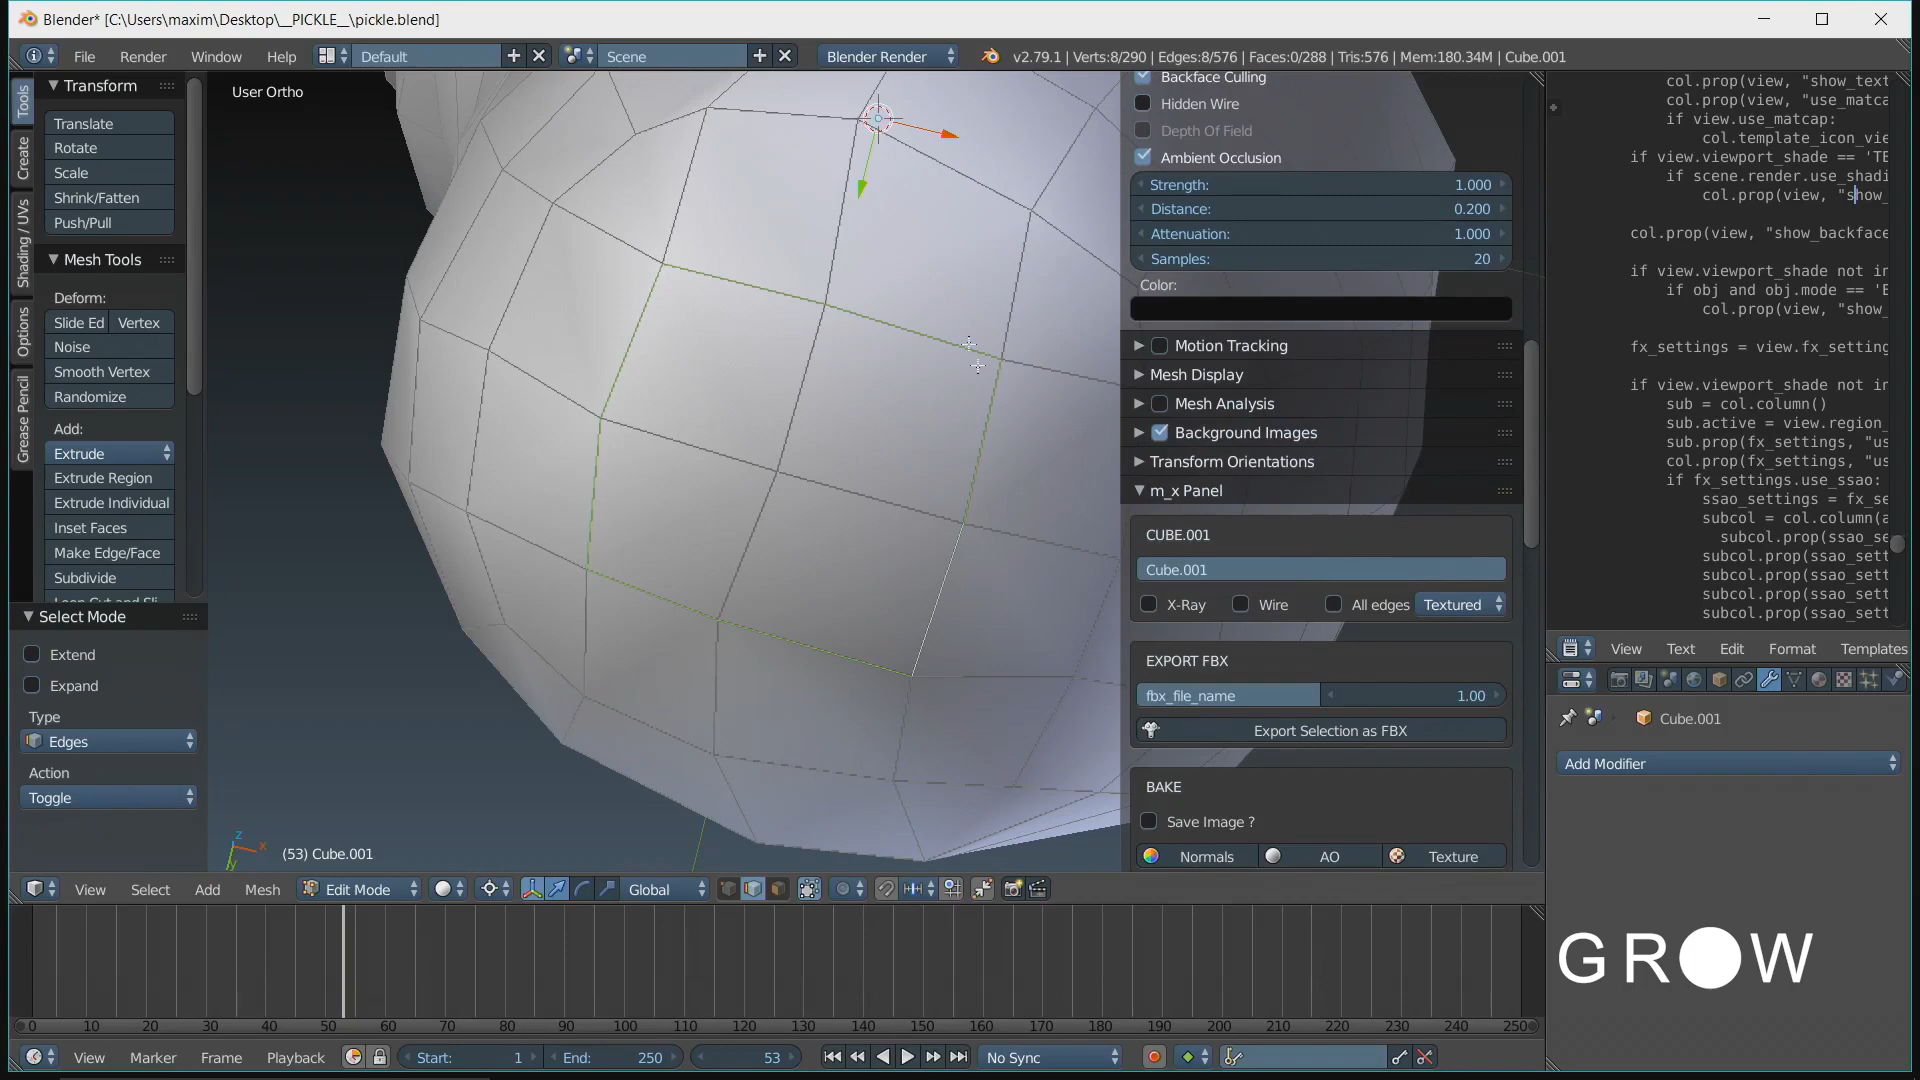 Blender* [C:\Users\maxim\Desktop\__PICKLE__\pickle.blend]
File Render Window Help Default Scene Blender Render v2.79.1 | Verts:8/290 | Edges:8/576 | Faces:0/288 | Tris:576 | Mem:180.34M | Cube.001
Tools
Create
Shading / UVs
Options
Grease Pencil
Transform
Translate
Rotate
Scale
Shrink/Fatten
Push/Pull
Mesh Tools
Deform:
Slide Ed Vertex
Noise
Smooth Vertex
Randomize
Add:
Extrude
Extrude Region
Extrude Individual
Inset Faces
Make Edge/Face
Subdivide
Select Mode
Extend
Expand
Type
Edges
Action
Toggle
User Ortho
z
x
y
(53) Cube.001
Backface Culling
Hidden Wire
Depth Of Field
Ambient Occlusion
Strength: 1.000
Distance: 0.200
Attenuation: 1.000
Samples: 20
Color:
Motion Tracking
Mesh Display
Mesh Analysis
Background Images
Transform Orientations
m_x Panel
CUBE.001
Cube.001
X-Ray Wire All edges Textured
EXPORT FBX
fbx_file_name 1.00
Export Selection as FBX
BAKE
Save Image ?
Normals AO Texture
col.prop(view, "show_text
col.prop(view, "use_matca
if view.use_matcap:
col.template_icon_vie
if view.viewport_shade == 'TE
if scene.render.use_shadi
col.prop(view, "show_
col.prop(view, "show_backface
if view.viewport_shade not in
if obj and obj.mode == 'E
col.prop(view, "show_
fx_settings = view.fx_setting
if view.viewport_shade not in
sub = col.column()
sub.active = view.region_
sub.prop(fx_settings, "us
col.prop(fx_settings, "us
if fx_settings.use_ssao:
ssao_settings = fx_se
subcol = col.column(a
subcol.prop(ssao_se
subcol.prop(ssao_sett
subcol.prop(ssao_sett
subcol.prop(ssao_sett
subcol.prop(ssao_sett
View Text Edit Format Templates
Cube.001
Add Modifier
View Select Add Mesh Edit Mode Global
GROW
0 10 20 30 40 50 60 70 80 90 100 110 120 130 140 150 160 170 180 190 200 210 220 230 240 250
View Marker Frame Playback Start: 1 End: 250 53 No Sync